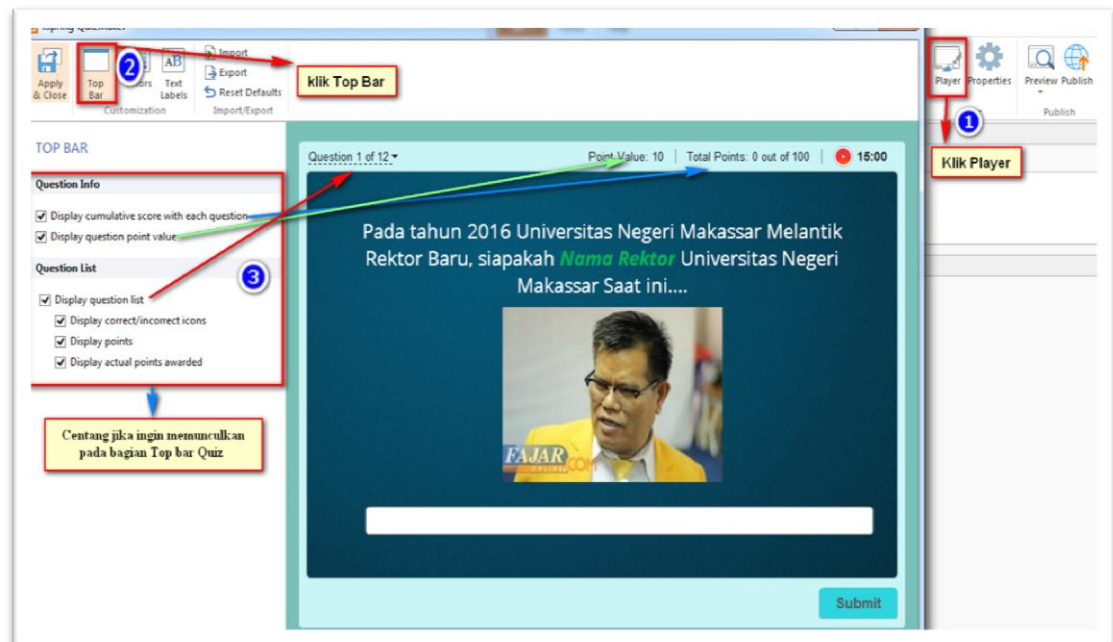 Apply
& Close
Top
Bar
Text
Labels
Customization
Import
Export
Reset Defaults
Import/Export
2
klik Top Bar
Player
Properties
Preview
Publish
Publish
1
Klik Player
TOP BAR
Question Info
Display cumulative score with each question
Display question point value
Question List
3
Display question list
Display correct/incorrect icons
Display points
Display actual points awarded
Centang jika ingin memunculkan
pada bagian Top bar Quiz
Question 1 of 12
Point Value: 10 | Total Points: 0 out of 100 | 15:00
Pada tahun 2016 Universitas Negeri Makassar Melantik
Rektor Baru, siapakah Nama Rektor Universitas Negeri
Makassar Saat ini....
FAJAR
ONLINE.COM
Submit